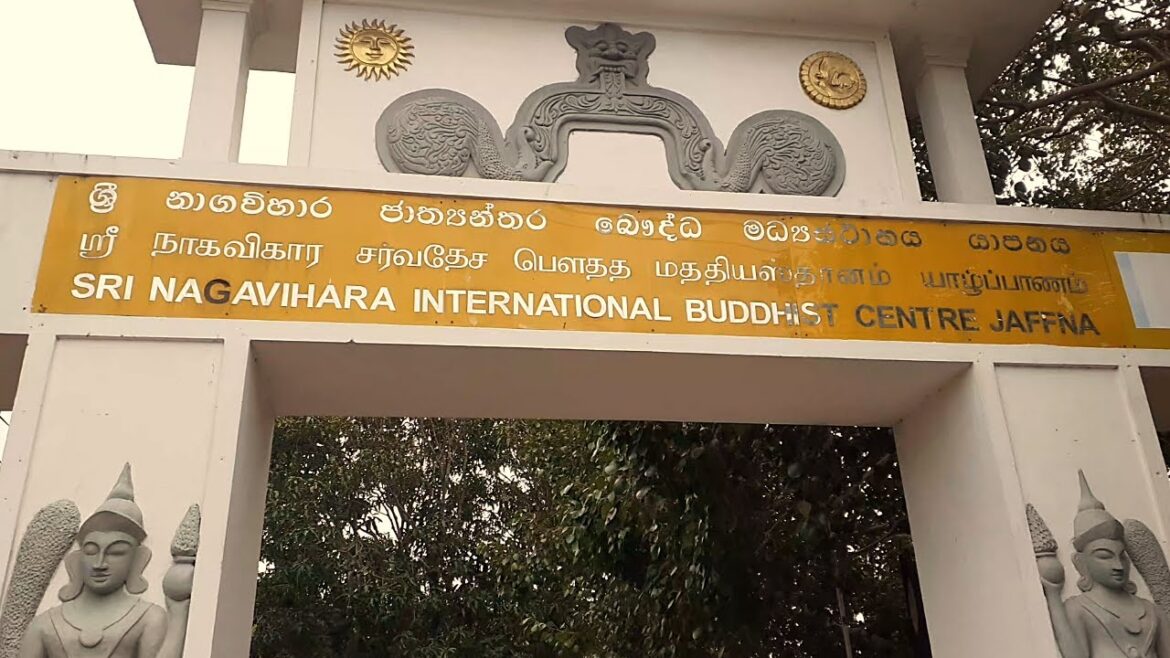 ශ්‍රී නාගවිහාර ජාත්‍යන්තර බෞද්ධ මධ්‍යස්ථානය යාපනය
ஸ்ரீ நாகவிகார சர்வதேச பௌதத மததியஸ்தானம் யாழ்ப்பாணம்
SRI NAGAVIHARA INTERNATIONAL BUDDHIST CENTRE JAFFNA